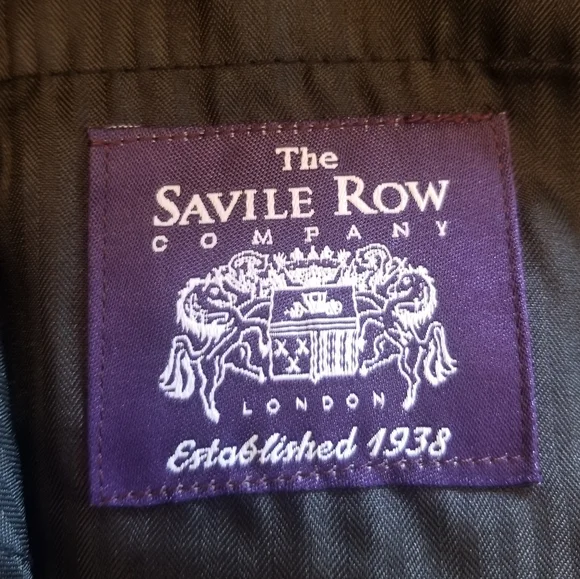 The
SAVILE ROW
COMPANY
LONDON
Established 1938